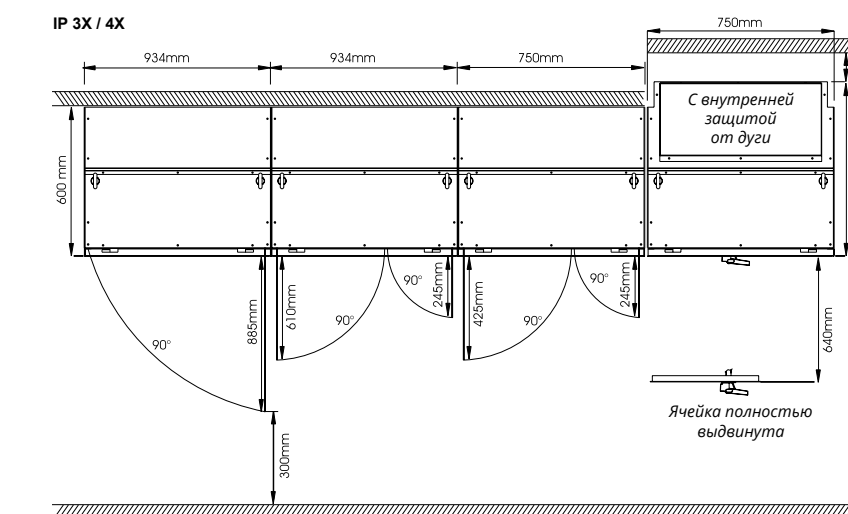 IP 3X / 4X
750mm
934mm
934mm
750mm
С внутренней
защитой
от дуги
600 mm
90°
885mm
610mm
90°
90°
245mm
425mm
90°
90°
245mm
640mm
Ячейка полностью
выдвинута
300mm